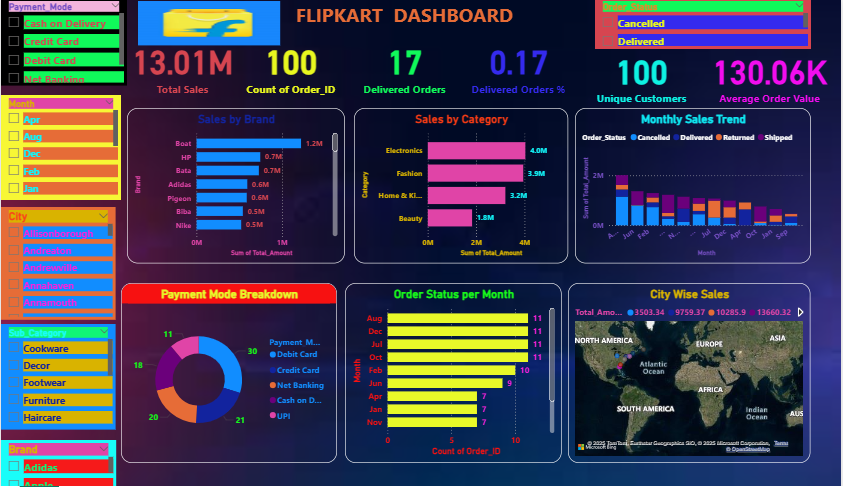 Payment_Mode
Cash on Delivery
Credit Card
Debit Card
Net Banking
FLIPKART DASHBOARD
Order_Status
Cancelled
Delivered
13.01M
Total Sales
100
Count of Order_ID
17
Delivered Orders
0.17
Delivered Orders %
100
Unique Customers
130.06K
Average Order Value
Month
Apr
Aug
Dec
Feb
Jan
City
Andrewville
Sub_Category
Cookware
Decor
Footwear
Furniture
Haircare
Brand
Adidas
Apple
Sales by Brand
Brand
Boat 1.2M
HP 0.7M
Bata 0.7M
Adidas 0.6M
Pigeon 0.6M
Biba 0.5M
Nike 0.5M
0M 1M
Sum of Total_Amount
Sales by Category
Category
Electronics 4.0M
Fashion 3.9M
Home & Ki... 3.2M
Beauty 1.8M
0M 2M 4M
Sum of Total_Amount
Monthly Sales Trend
Order_Status Cancelled Delivered Returned Shipped
Sum of Total_Amount
2M
0M
A... Jun Feb ... N... ... Jul Dec Apr Oct Jan Sep
Month
Payment Mode Breakdown
11
30
18
20
21
Payment_M...
Debit Card
Credit Card
Net Banking
Cash on D...
UPI
Order Status per Month
Month
Aug 11
Dec 11
Jul 11
Oct 11
Feb 10
Jun 9
Apr 7
Jan 7
Nov 7
0 5 10
Count of Order_ID
City Wise Sales
Total_Amo... 3503.34 9759.37 10285.9 13660.32
NORTH AMERICA
EUROPE
ASIA
Atlantic
Ocean
AFRICA
SOUTH AMERICA
Indian
Ocean
AUS
Microsoft Bing
© 2025 TomTom, Earthstar Geographics SIO, © 2025 Microsoft Corporation, Terms
© OpenStreetMap